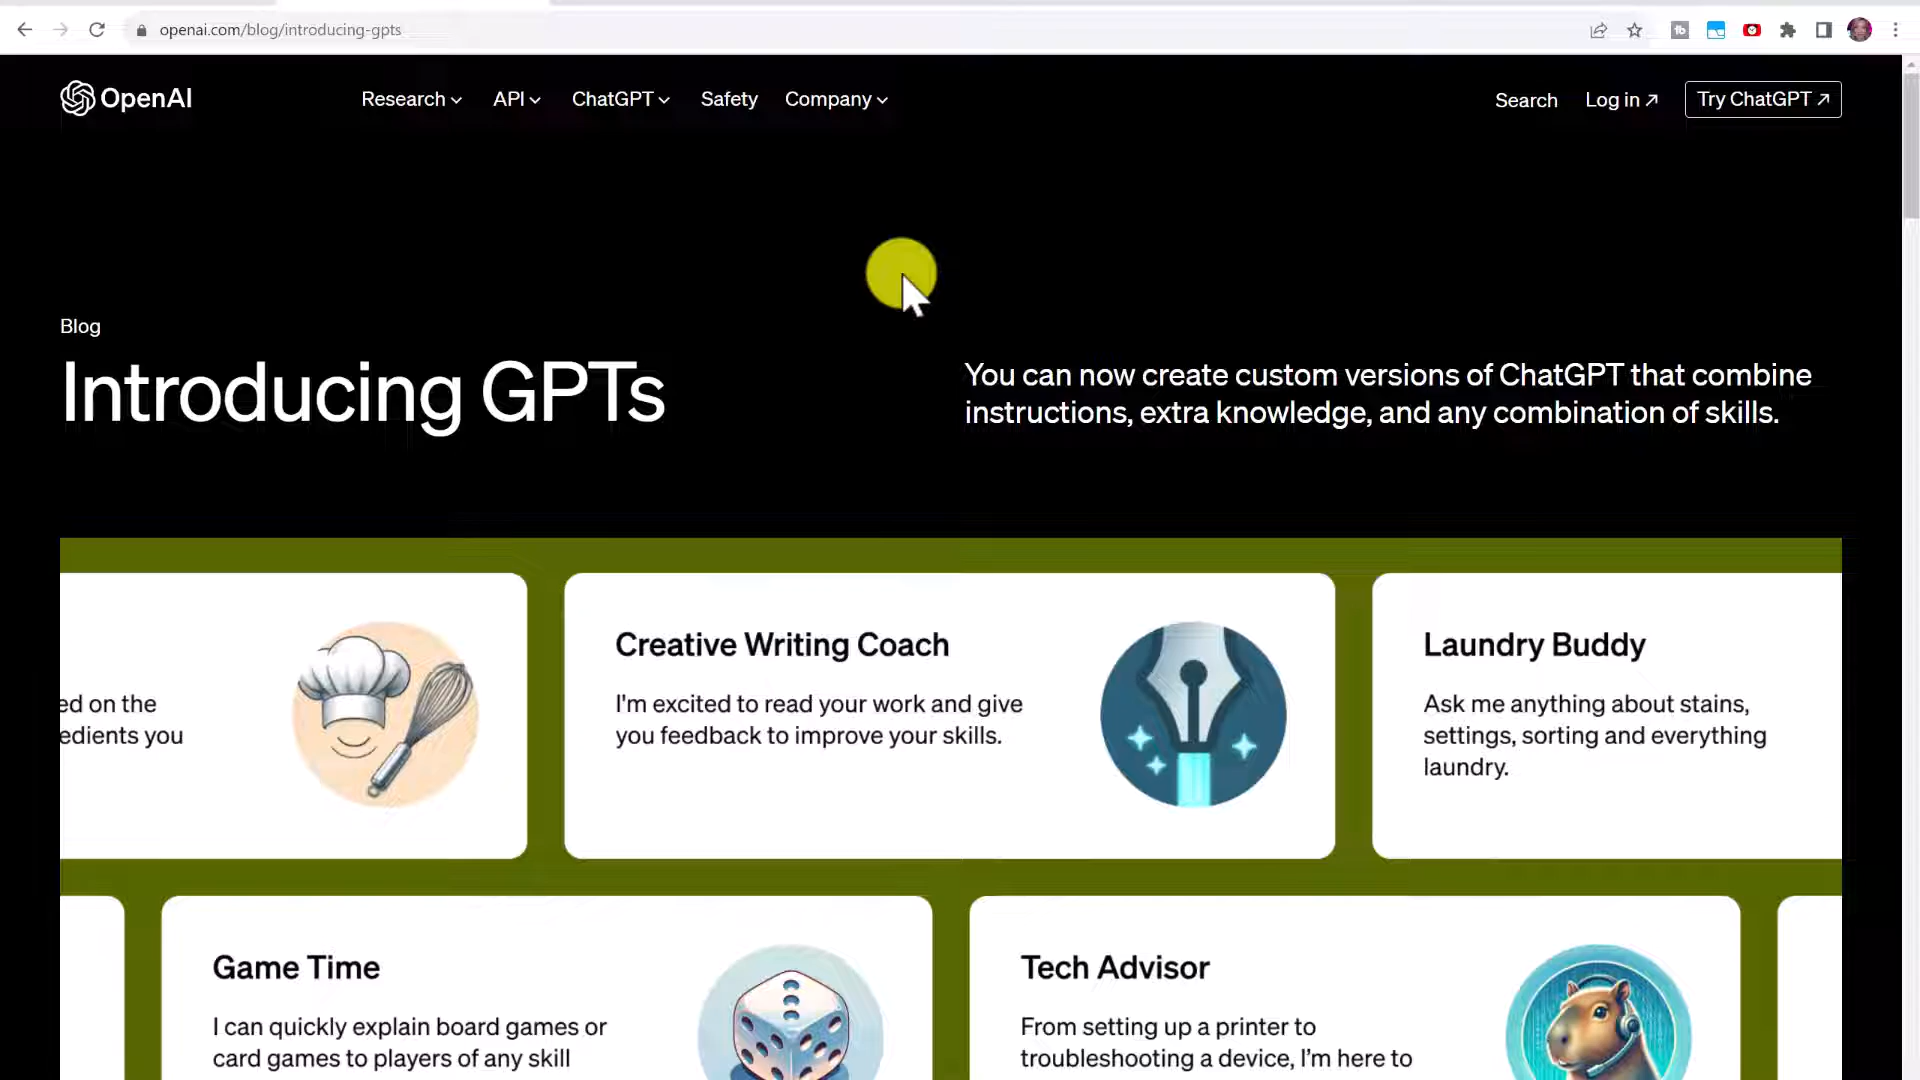 openai.com/blog/introducing-gpts
OpenAI
Research
API
ChatGPT
Safety
Company
Search
Log in
Try ChatGPT
Blog
Introducing GPTs
You can now create custom versions of ChatGPT that combine
instructions, extra knowledge, and any combination of skills.
ed on the
edients you
Creative Writing Coach
I'm excited to read your work and give
you feedback to improve your skills.
Laundry Buddy
Ask me anything about stains,
settings, sorting and everything
laundry.
Game Time
I can quickly explain board games or
card games to players of any skill
Tech Advisor
From setting up a printer to
troubleshooting a device, I’m here to